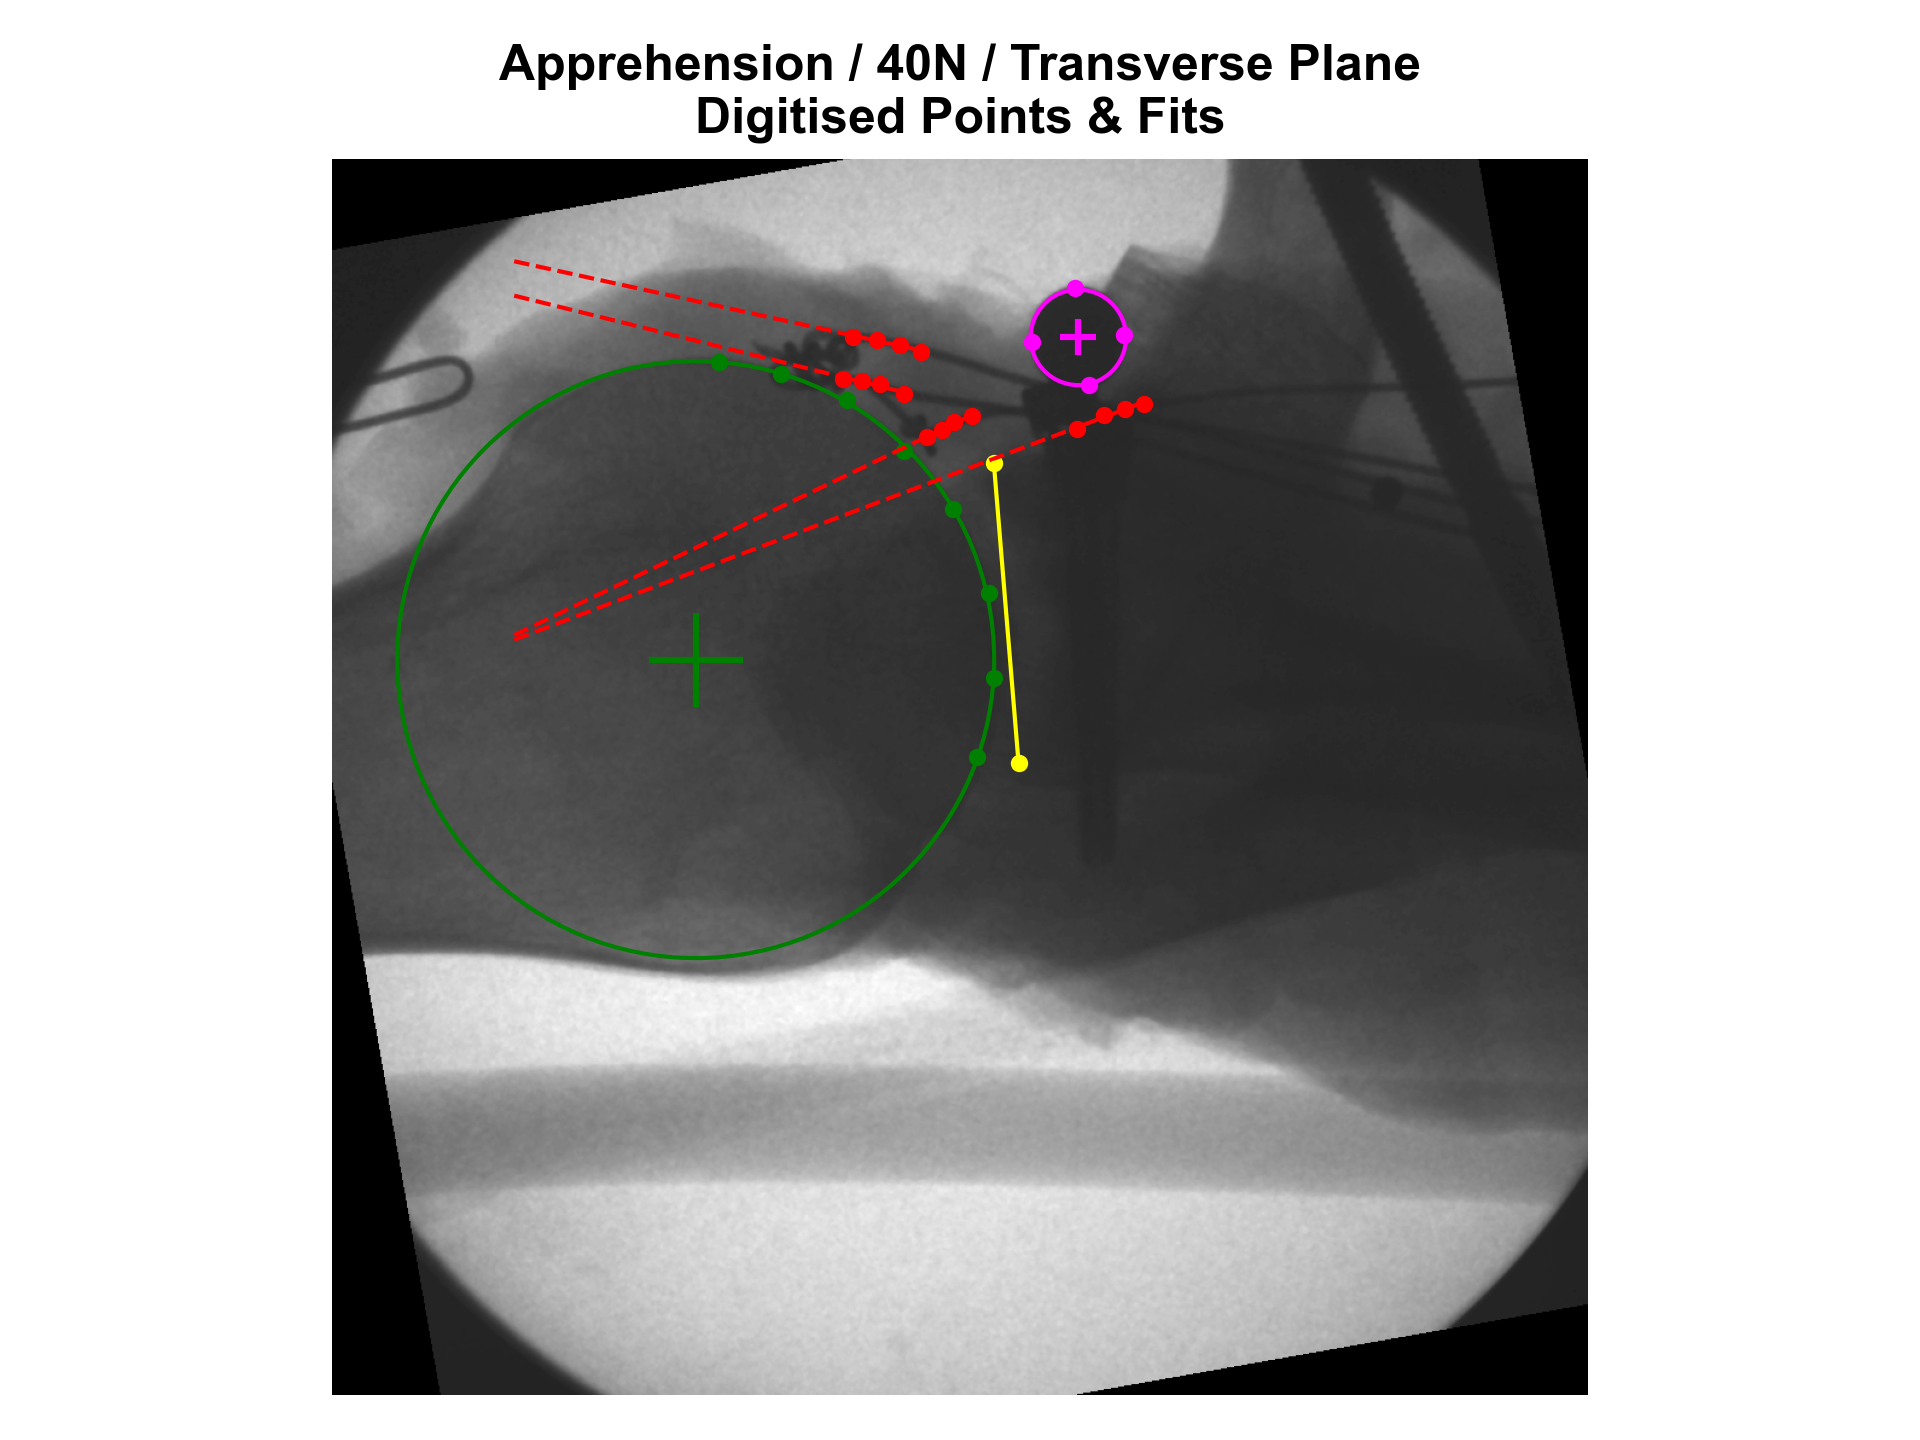 Apprehension / 40N / Transverse Plane
Digitised Points & Fits